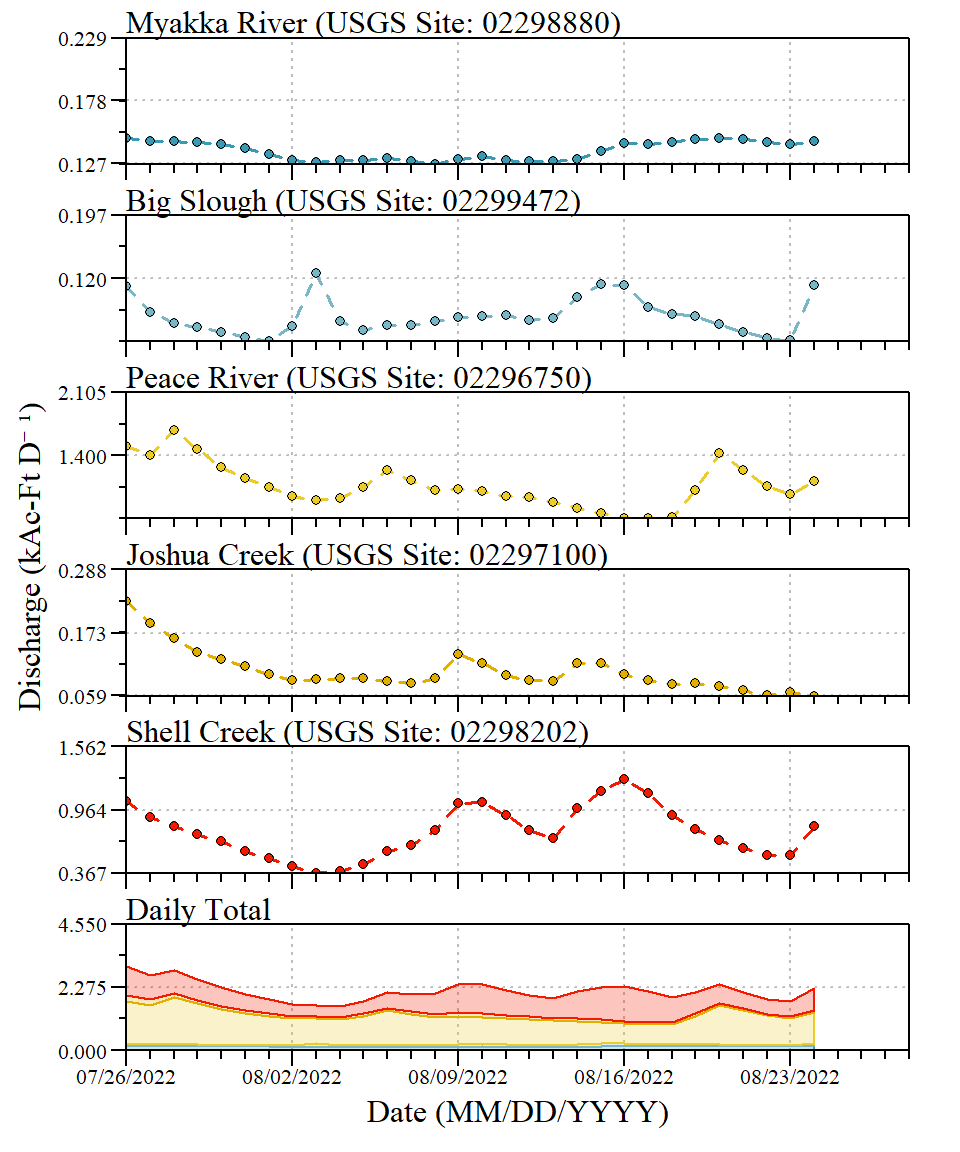 Myakka River (USGS Site: 02298880)
0.229
0.178
0.127
Big Slough (USGS Site: 02299472)
0.197
0.120
Peace River (USGS Site: 02296750)
2.105
1.400
Joshua Creek (USGS Site: 02297100)
0.288
0.173
0.059
Shell Creek (USGS Site: 02298202)
1.562
0.964
0.367
Daily Total
4.550
2.275
0.000
07/26/2022 08/02/2022 08/09/2022 08/16/2022 08/23/2022
Date (MM/DD/YYYY)
Discharge (kAc-Ft D⁻¹)